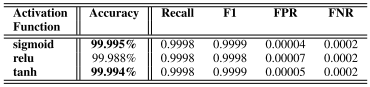 Activation Function Accuracy Recall F1 FPR FNR
sigmoid 99.995% 0.9998 0.9999 0.00004 0.0002
relu 99.988% 0.9998 0.9998 0.00007 0.0002
tanh 99.994% 0.9998 0.9999 0.00005 0.0002